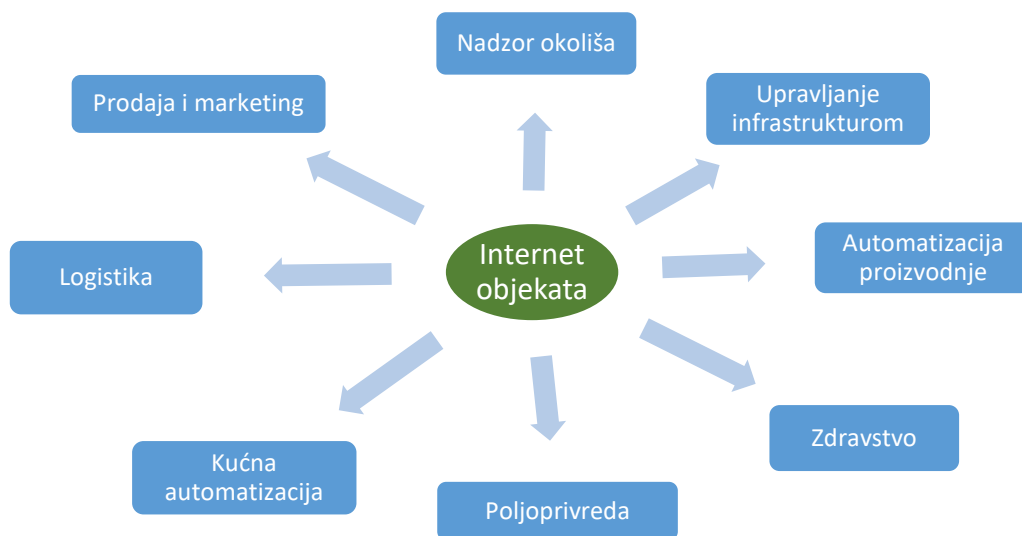 Nadzor okoliša
Prodaja i marketing
Upravljanje
infrastrukturom
Internet
objekata
Automatizacija
proizvodnje
Logistika
Zdravstvo
Kućna
automatizacija
Poljoprivreda